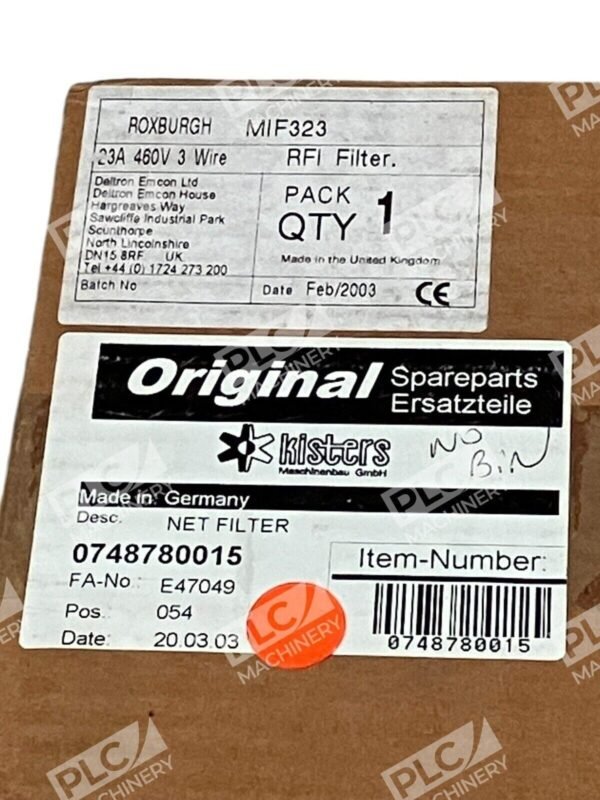 ROXBURGH MIF323
23A 460V 3 Wire RFI Filter.
Deltron Emcon Ltd
Deltron Emcon House
Hargreaves Way
Sawcliffe Industrial Park
Scunthorpe
North Lincolnshire
DN15 8RF UK
Tel +44 (0) 1724 273 200
PACK
QTY 1
Made in the United Kingdom
Batch No
Date Feb/2003 CE
Original Spareparts
Ersatzteile
kisters
Maschinenbau GmbH
NO
BIN
Made in: Germany
Desc. NET FILTER
0748780015
FA-No.: E47049
Pos.: 054
Date: 20.03.03
Item-Number:
0748780015
PLC MACHINERY